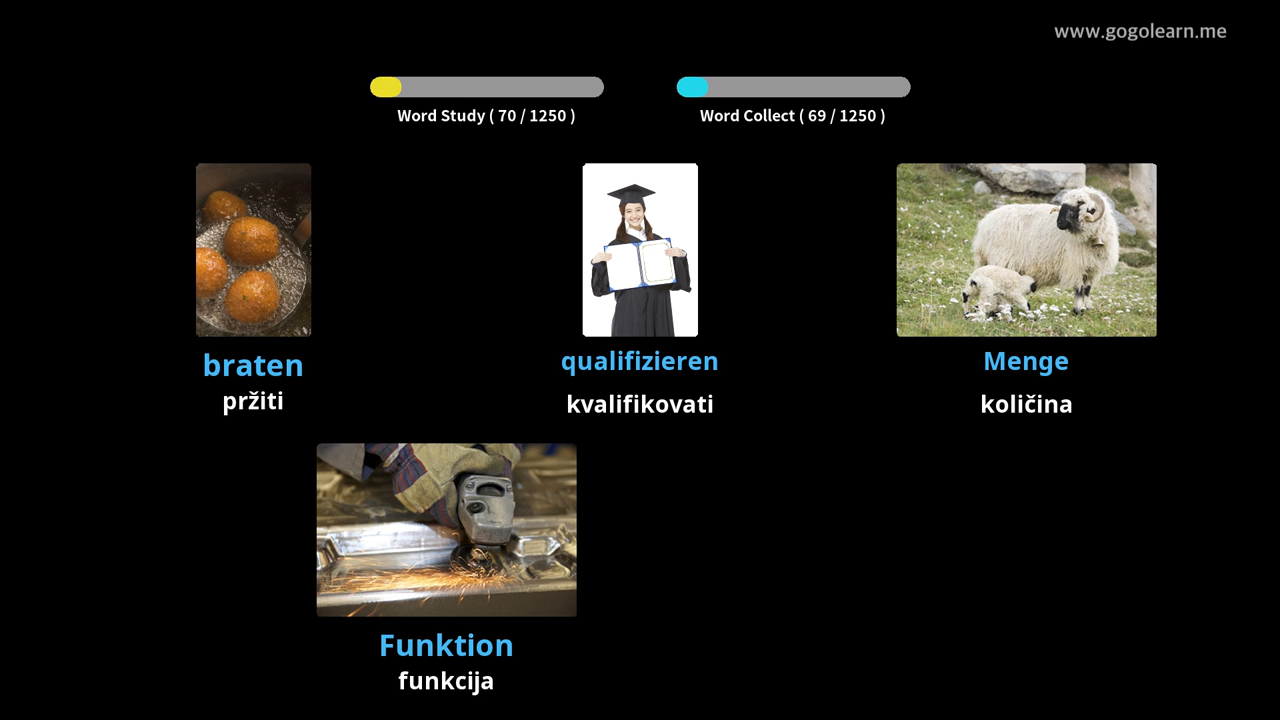 www.gogolearn.me
Word Study ( 70 / 1250 )
Word Collect ( 69 / 1250 )
braten
pržiti
qualifizieren
kvalifikovati
Menge
količina
Funktion
funkcija